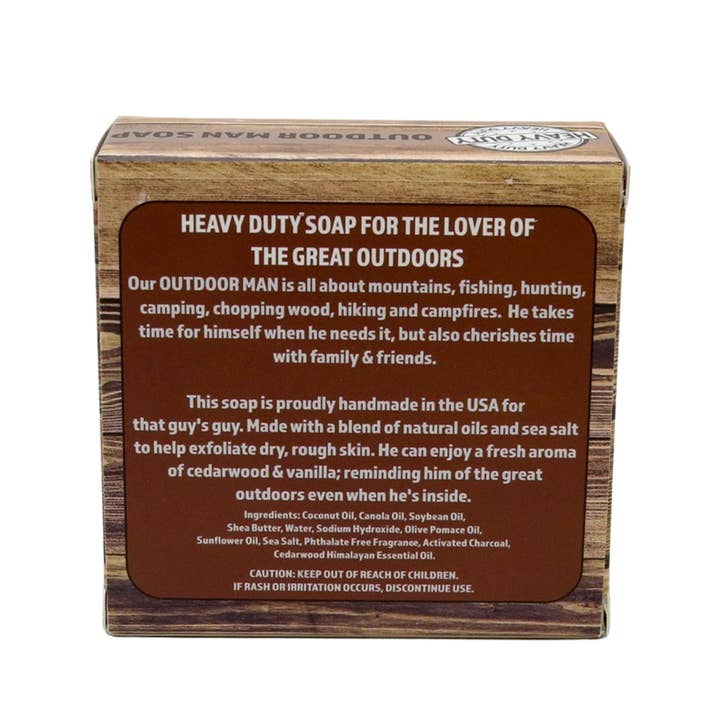 OUTDOOR MAN SOAP
HEAVY DUTY
HEAVY DUTY SOAP FOR THE LOVER OF
THE GREAT OUTDOORS
Our OUTDOOR MAN is all about mountains, fishing, hunting,
camping, chopping wood, hiking and campfires. He takes
time for himself when he needs it, but also cherishes time
with family & friends.
This soap is proudly handmade in the USA for
that guy's guy. Made with a blend of natural oils and sea salt
to help exfoliate dry, rough skin. He can enjoy a fresh aroma
of cedarwood & vanilla; reminding him of the great
outdoors even when he's inside.
Ingredients: Coconut Oil, Canola Oil, Soybean Oil,
Shea Butter, Water, Sodium Hydroxide, Olive Pomace Oil,
Sunflower Oil, Sea Salt, Phthalate Free Fragrance, Activated Charcoal,
Cedarwood Himalayan Essential Oil.
CAUTION: KEEP OUT OF REACH OF CHILDREN.
IF RASH OR IRRITATION OCCURS, DISCONTINUE USE.